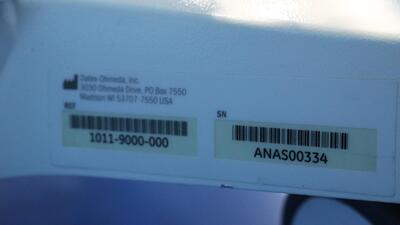 Datex-Ohmeda, Inc.
3030 Ohmeda Drive, PO Box 7550
Madison WI 53707-7550 USA
REF
1011-9000-000
SN
ANAS00334